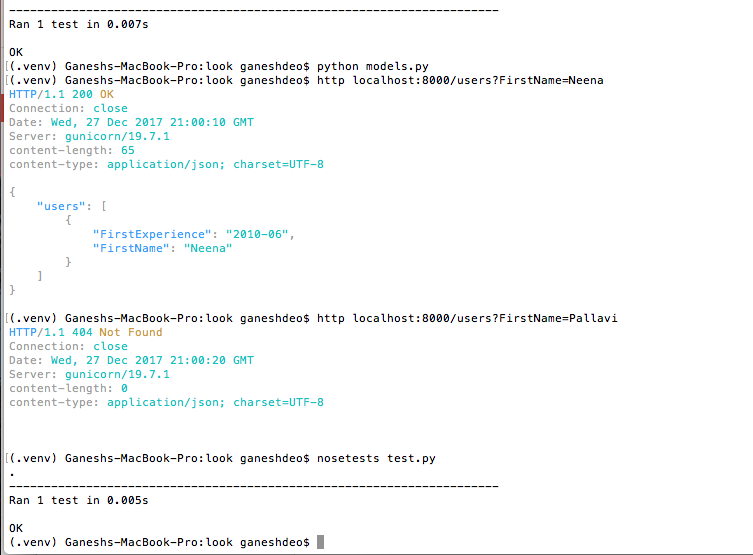 ----------------------------------------------------------------------
Ran 1 test in 0.007s
OK
[(.venv) Ganeshs-MacBook-Pro:look ganeshdeo$ python models.py
[(.venv) Ganeshs-MacBook-Pro:look ganeshdeo$ http localhost:8000/users?FirstName=Neena
HTTP/1.1 200 OK
Connection: close
Date: Wed, 27 Dec 2017 21:00:10 GMT
Server: gunicorn/19.7.1
content-length: 65
content-type: application/json; charset=UTF-8
{
    "users": [
        {
            "FirstExperience": "2010-06",
            "FirstName": "Neena"
        }
    ]
}
[(.venv) Ganeshs-MacBook-Pro:look ganeshdeo$ http localhost:8000/users?FirstName=Pallavi
HTTP/1.1 404 Not Found
Connection: close
Date: Wed, 27 Dec 2017 21:00:20 GMT
Server: gunicorn/19.7.1
content-length: 0
content-type: application/json; charset=UTF-8
[(.venv) Ganeshs-MacBook-Pro:look ganeshdeo$ nosetests test.py
.
----------------------------------------------------------------------
Ran 1 test in 0.005s
OK
(.venv) Ganeshs-MacBook-Pro:look ganeshdeo$